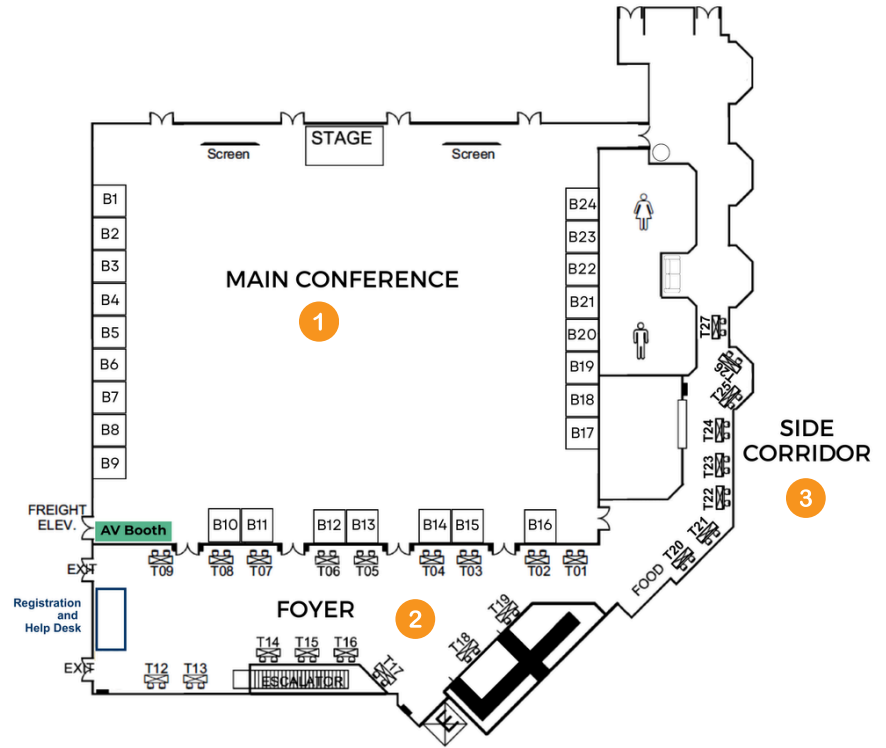 STAGE
Screen
Screen
B1
B2
B3
B4
B5
B6
B7
B8
B9
B24
B23
B22
B21
B20
B19
B18
B17
MAIN CONFERENCE
1
T27
T26
T25
T24
T23
T22
T21
T20
SIDE
CORRIDOR
3
FREIGHT
ELEV.
AV Booth
B10
B11
B12
B13
B14
B15
B16
EXIT
T09
T08
T07
T06
T05
T04
T03
T02
T01
FOOD
Registration
and
Help Desk
FOYER
2
T19
T18
T14
T15
T16
T17
EXIT
T12
T13
ESCALATOR
E